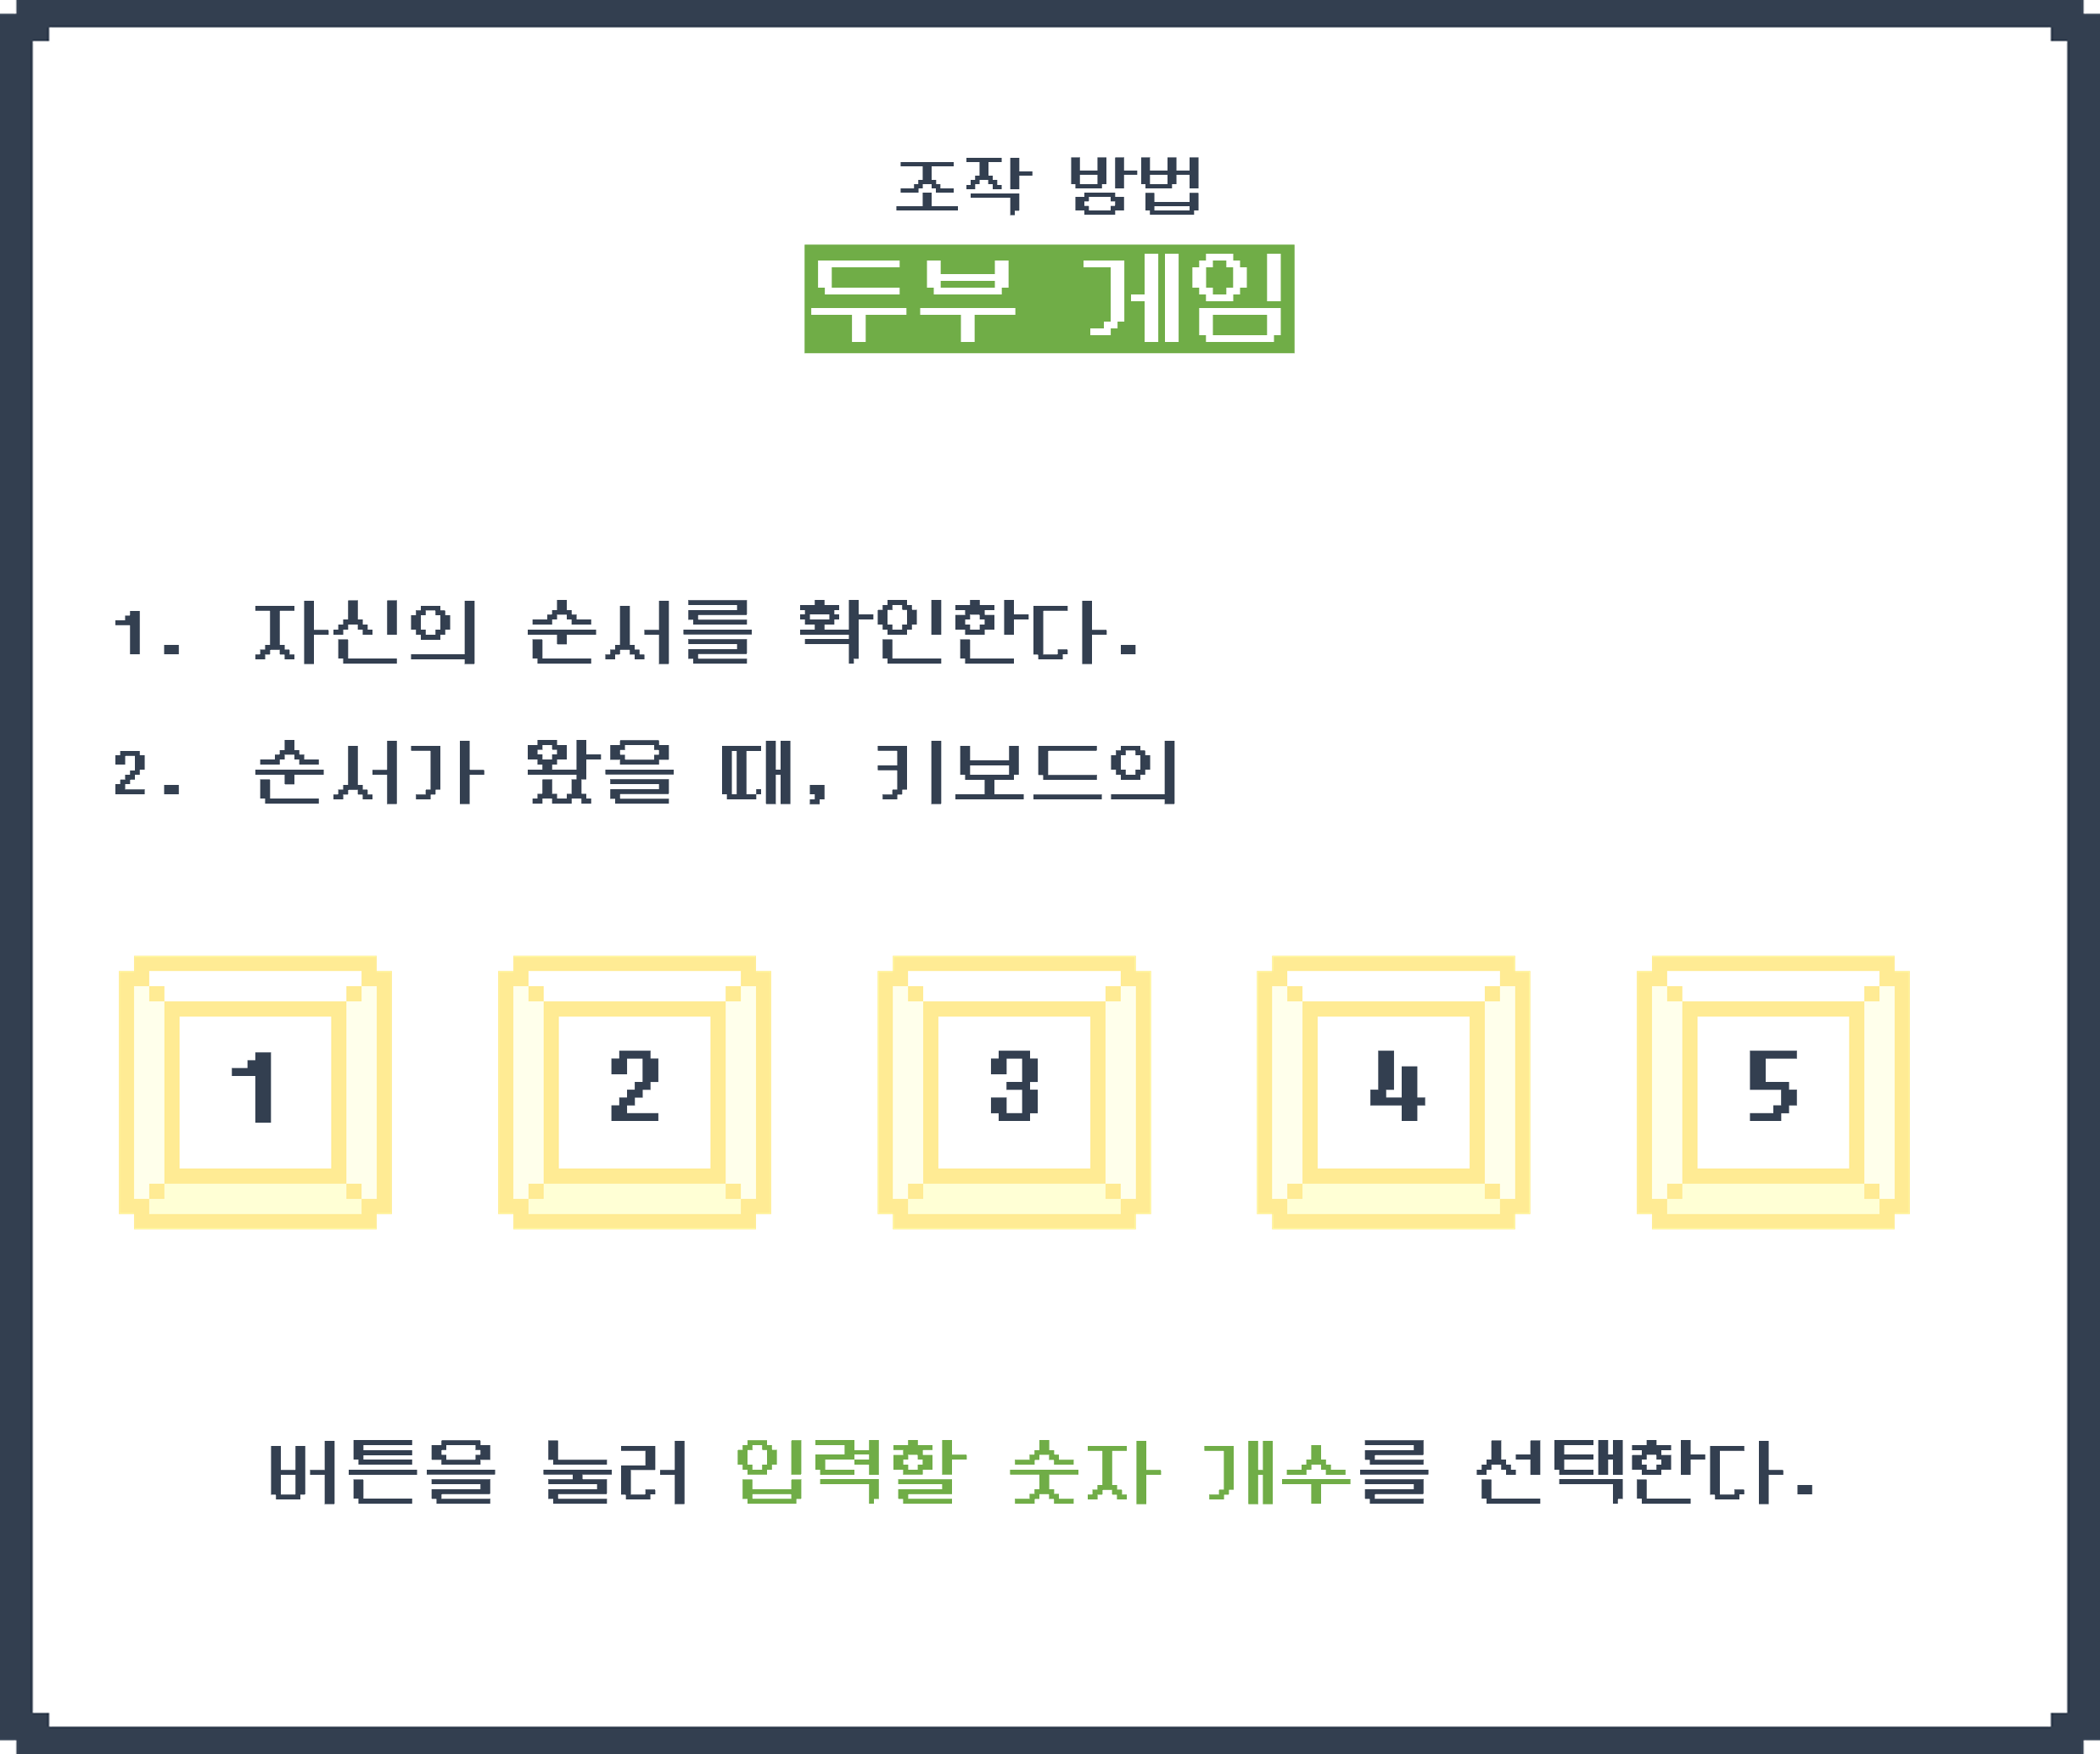 조작 방법
두부 게임
1. 자신의 순서를 확인한다.
2. 순서가 왔을 때, 키보드의
1 2 3 4 5
버튼을 눌러 입력할 숫자 개수를 선택한다.